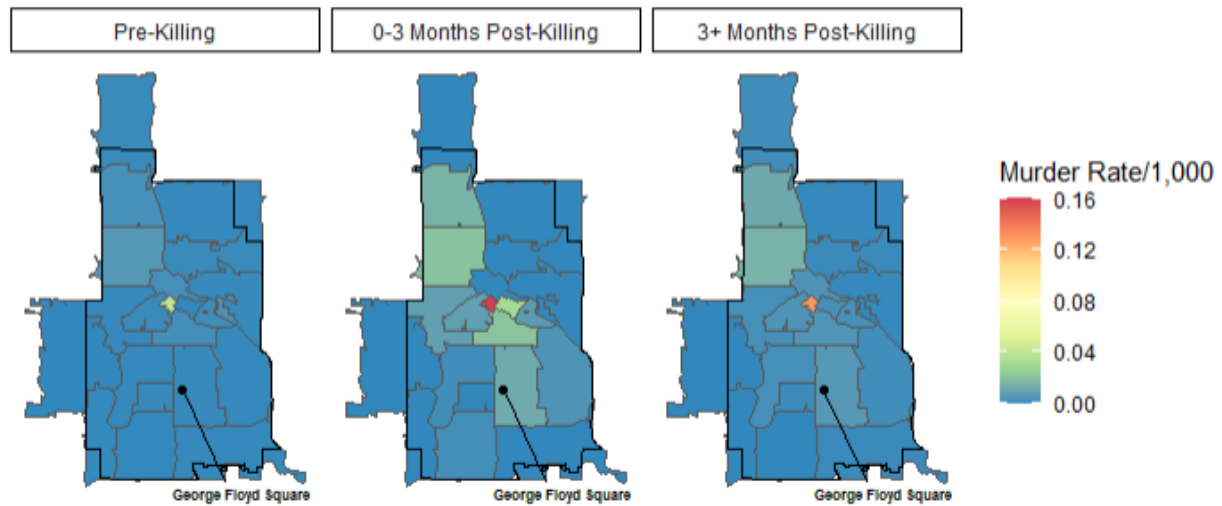 Pre-Killing
0-3 Months Post-Killing
3+ Months Post-Killing
Murder Rate/1,000
0.16
0.12
0.08
0.04
0.00
George Floyd Square
George Floyd Square
George Floyd Square